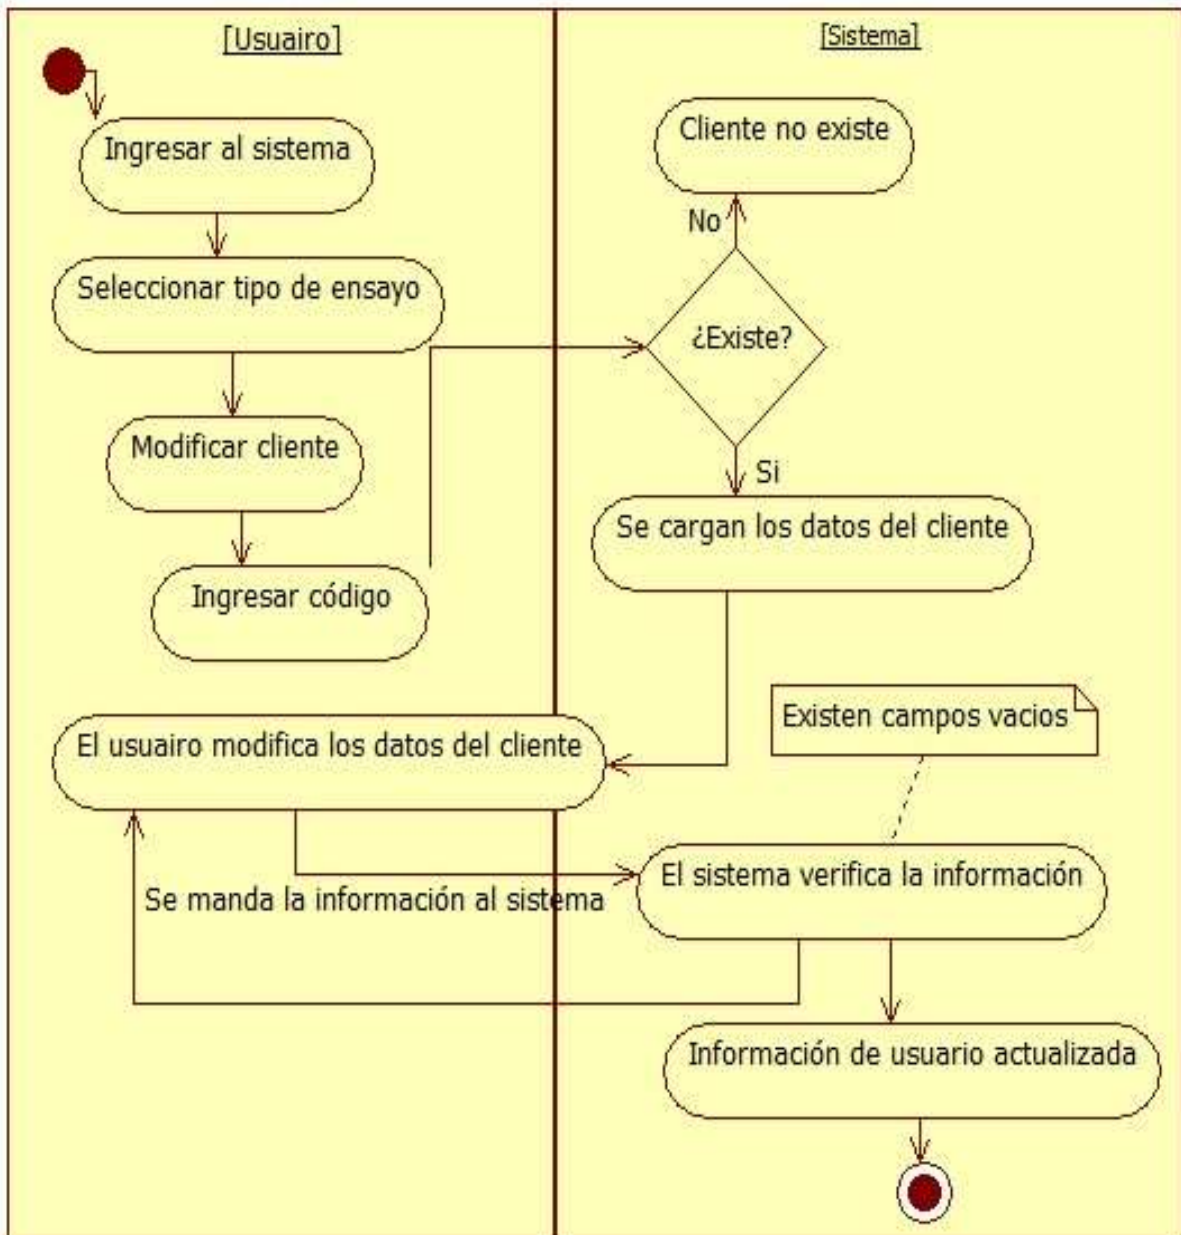 [Usuairo]
[Sistema]
Ingresar al sistema
Seleccionar tipo de ensayo
Modificar cliente
Ingresar código
¿Existe?
No
Cliente no existe
Si
Se cargan los datos del cliente
El usuairo modifica los datos del cliente
Se manda la información al sistema
Existen campos vacios
El sistema verifica la información
Información de usuario actualizada